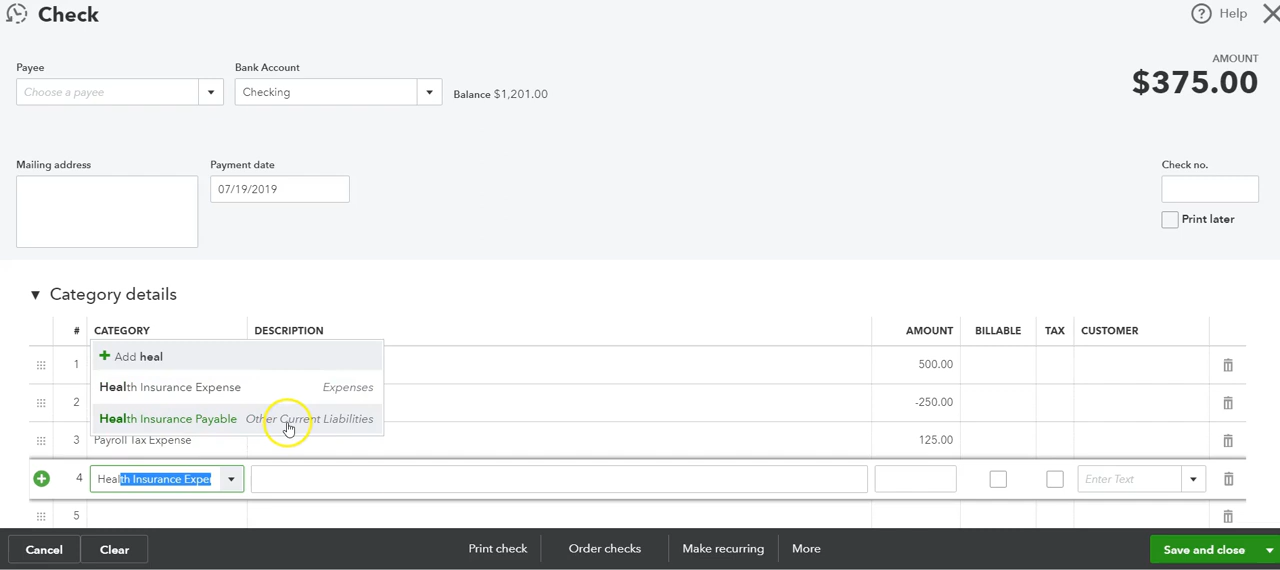 Check
Help
AMOUNT
$375.00
Payee
Bank Account
Choose a payee
Checking
Balance $1,201.00
Mailing address
Payment date
Check no.
07/19/2019
Print later
Category details
# CATEGORY DESCRIPTION AMOUNT BILLABLE TAX CUSTOMER
Add heal
1 500.00
Health Insurance Expense Expenses
2 -250.00
Health Insurance Payable Other Current Liabilities
3 Payroll Tax Expense 125.00
4 Health Insurance Expe Enter Text
5
Cancel Clear Print check Order checks Make recurring More Save and close